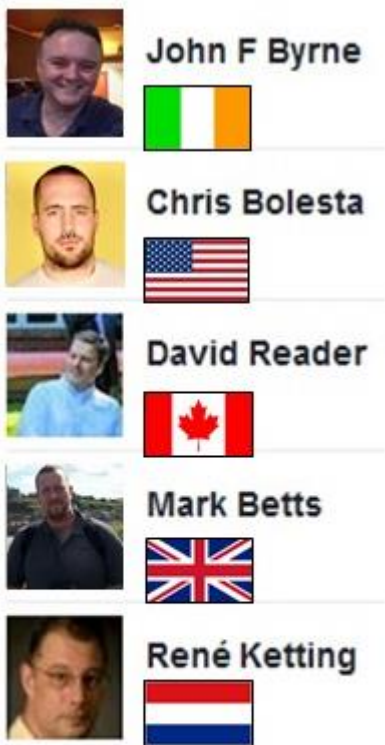 John F Byrne
Chris Bolesta
David Reader
Mark Betts
René Ketting